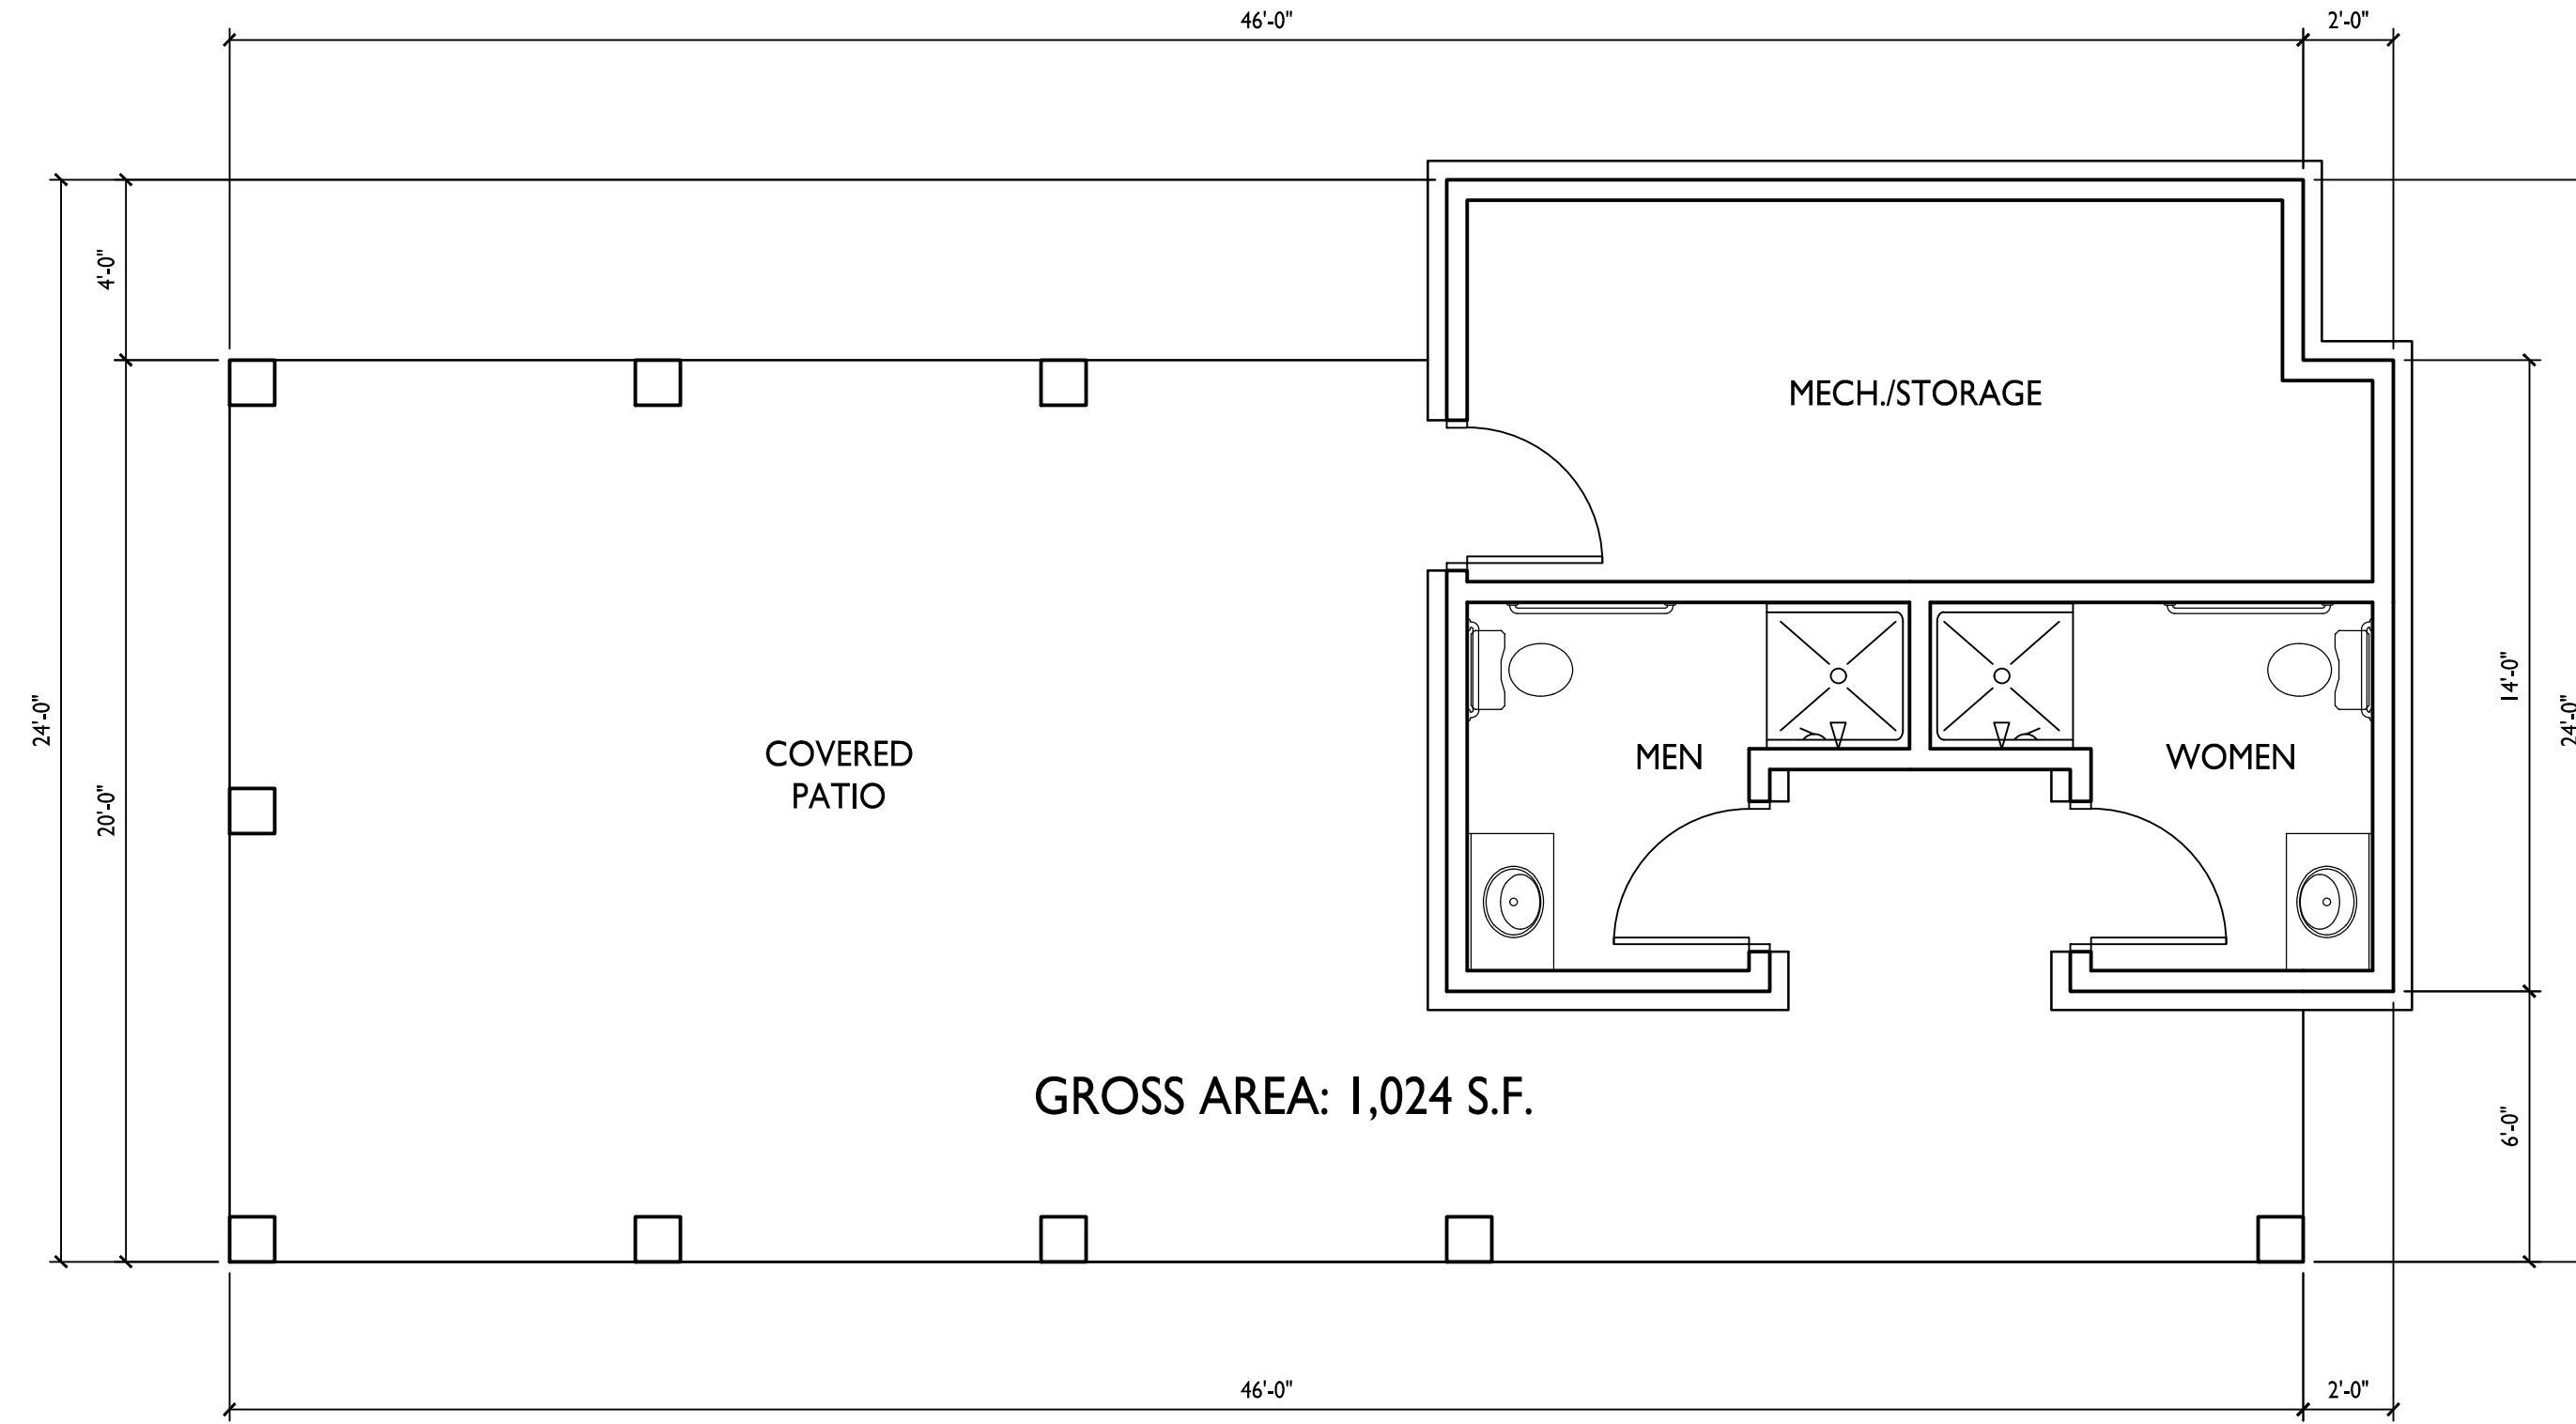 46'-0"
2'-0"
4'-0"
MECH./STORAGE
24'-0"
20'-0"
COVERED
PATIO
MEN
WOMEN
14'-0"
24'-0"
GROSS AREA: 1,024 S.F.
6'-0"
46'-0"
2'-0"